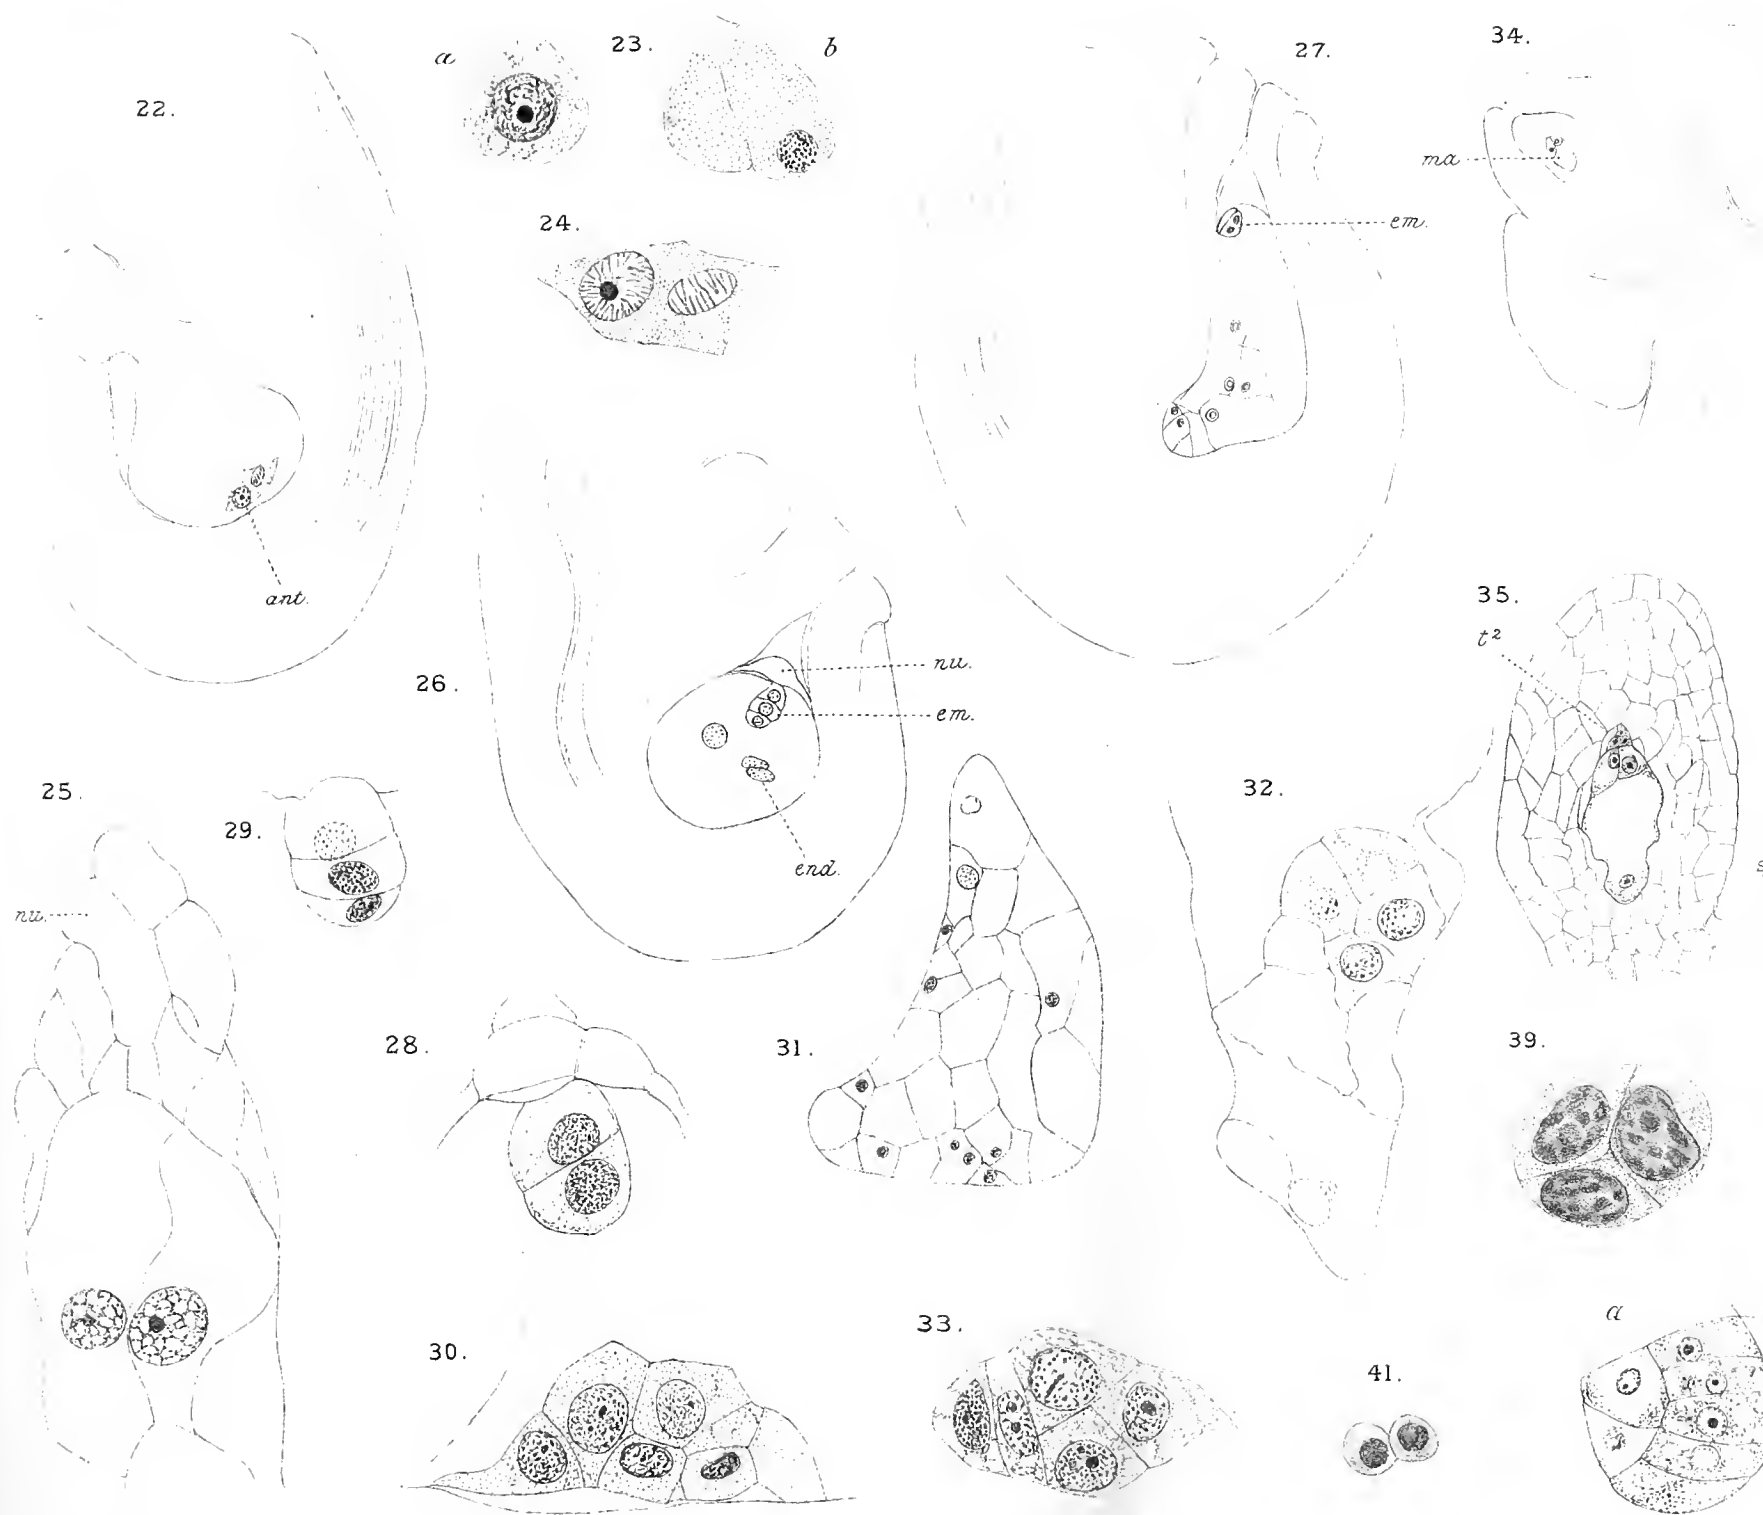 22.
a
23.
b
27.
34.
ma
24.
em.
ant.
35.
t²
26.
nu.
em.
25.
29.
32.
end.
nu.
s
28.
31.
39.
33.
a
30.
41.